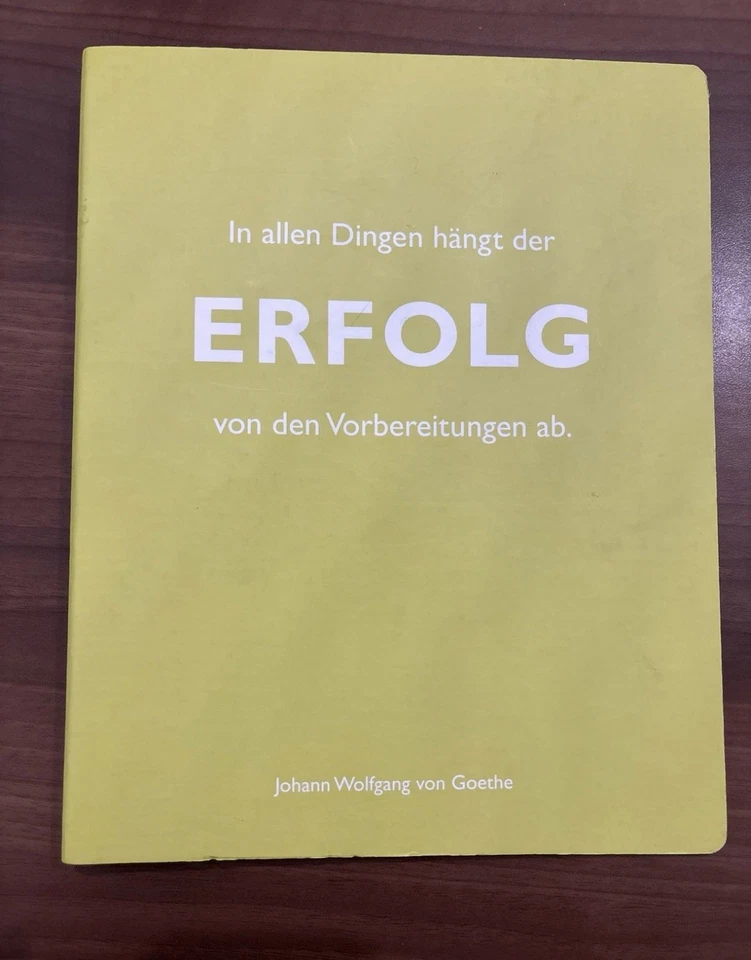 In allen Dingen hängt der
ERFOLG
von den Vorbereitungen ab.
Johann Wolfgang von Goethe